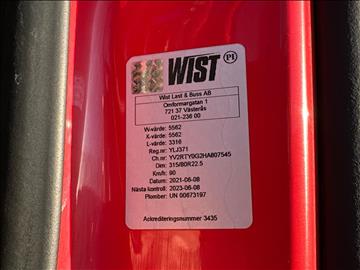 WIST PI
Wist Last & Buss AB
Omformargatan 1
721 37 Västerås
021-236 00
W-värde: 5562
X-värde: 5562
L-värde: 3316
Reg.nr: YLJ371
Ch.nr: YV2RTY0G2HA807545
Dim: 315/80R22.5
Km/h: 90
Datum: 2021-06-08
Nästa kontroll: 2023-06-08
Plomber: UN 00673197
Ackrediteringsnummer 3435